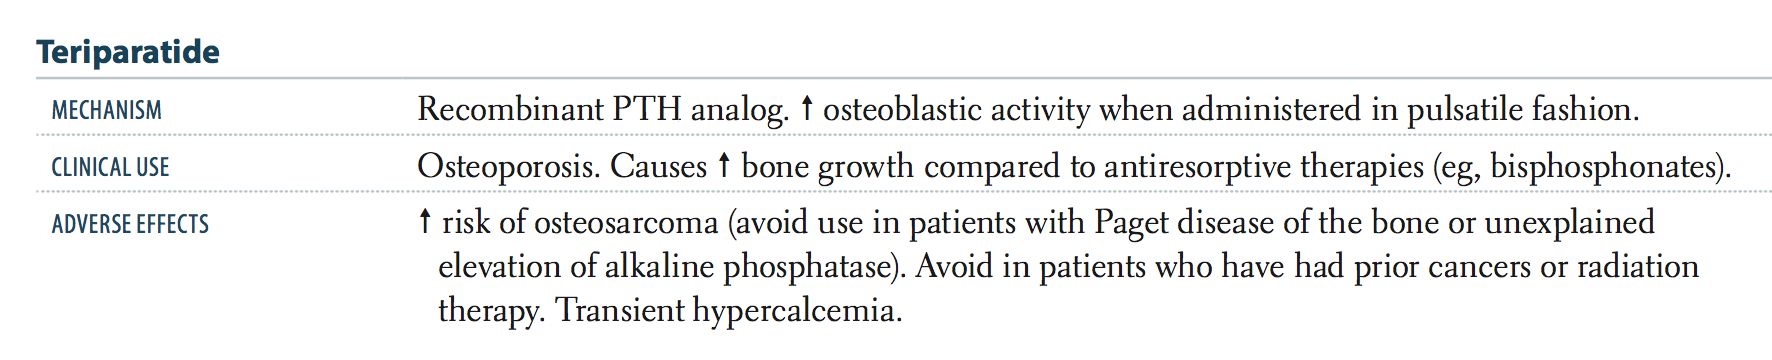 Teriparatide
MECHANISM Recombinant PTH analog. ↑ osteoblastic activity when administered in pulsatile fashion.
CLINICAL USE Osteoporosis. Causes ↑ bone growth compared to antiresorptive therapies (eg, bisphosphonates).
ADVERSE EFFECTS ↑ risk of osteosarcoma (avoid use in patients with Paget disease of the bone or unexplained
elevation of alkaline phosphatase). Avoid in patients who have had prior cancers or radiation
therapy. Transient hypercalcemia.